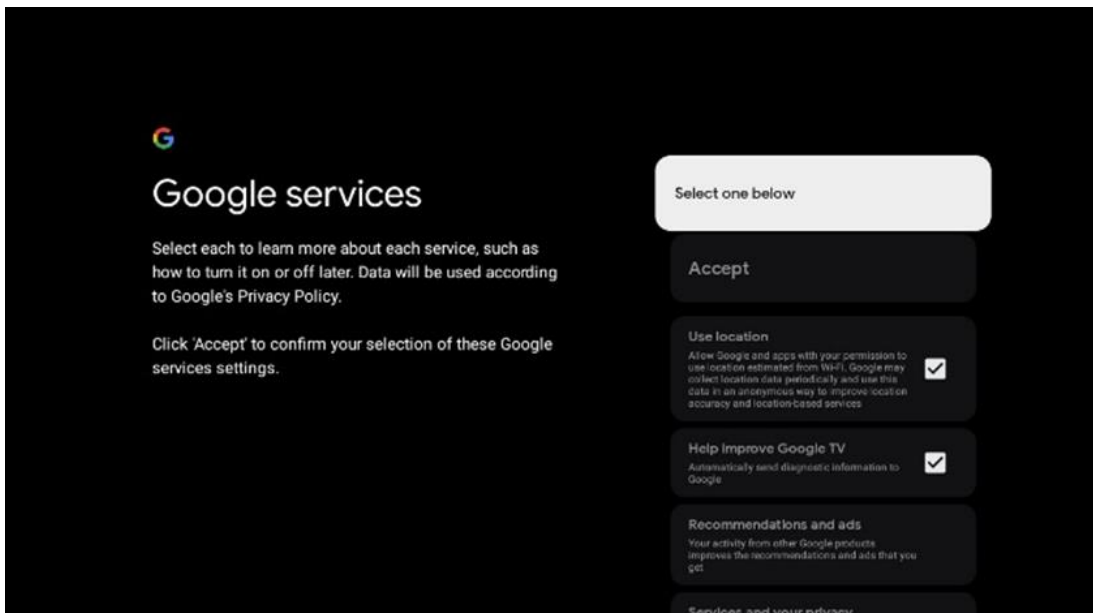 Google services
Select each to learn more about each service, such as
how to turn it on or off later. Data will be used according
to Google's Privacy Policy.
Click 'Accept' to confirm your selection of these Google
services settings.
Select one below
Accept
Use location
Allow Google and apps with your permission to
use location estimated from Wi-Fi. Google may
collect location data periodically and use this
data in an anonymous way to improve location
accuracy and location-based services
Help improve Google TV
Automatically send diagnostic information to
Google
Recommendations and ads
Your activity from other Google products
improves the recommendations and ads that you
get
Services and your privacy